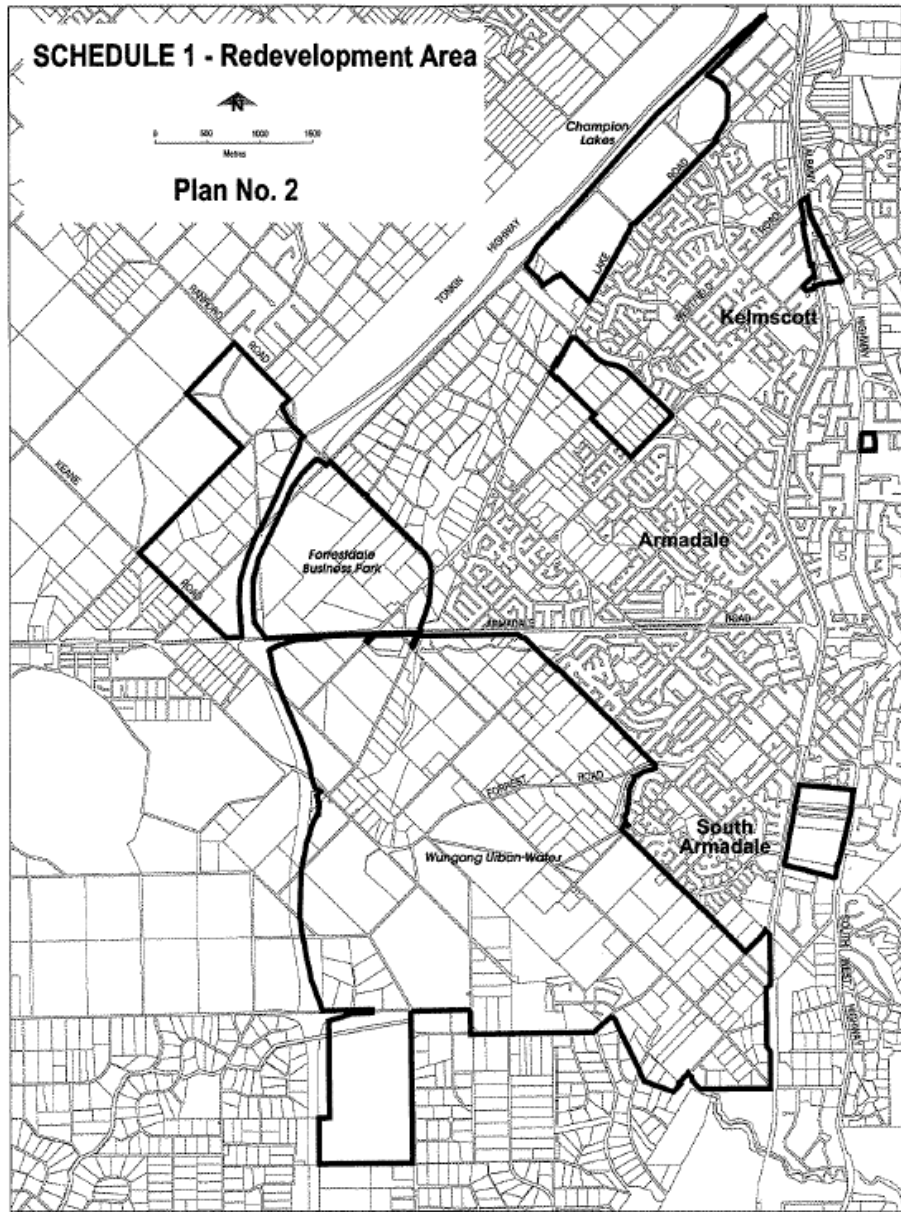 SCHEDULE 1 - Redevelopment Area
N
0 500 1000 1500
Metres
Plan No. 2
Champion
Lakes
ROAD
ALBANY
TONKIN HIGHWAY
LAKE
ROAD
Kelmscott
HIGHWAY
RANFORD
ROAD
KEANE
ROAD
Forrestdale
Business Park
Armadale
ARMADALE ROAD
FORREST ROAD
South
Armadale
Wungong Urban Water
SOUTH
WEST
HIGHWAY